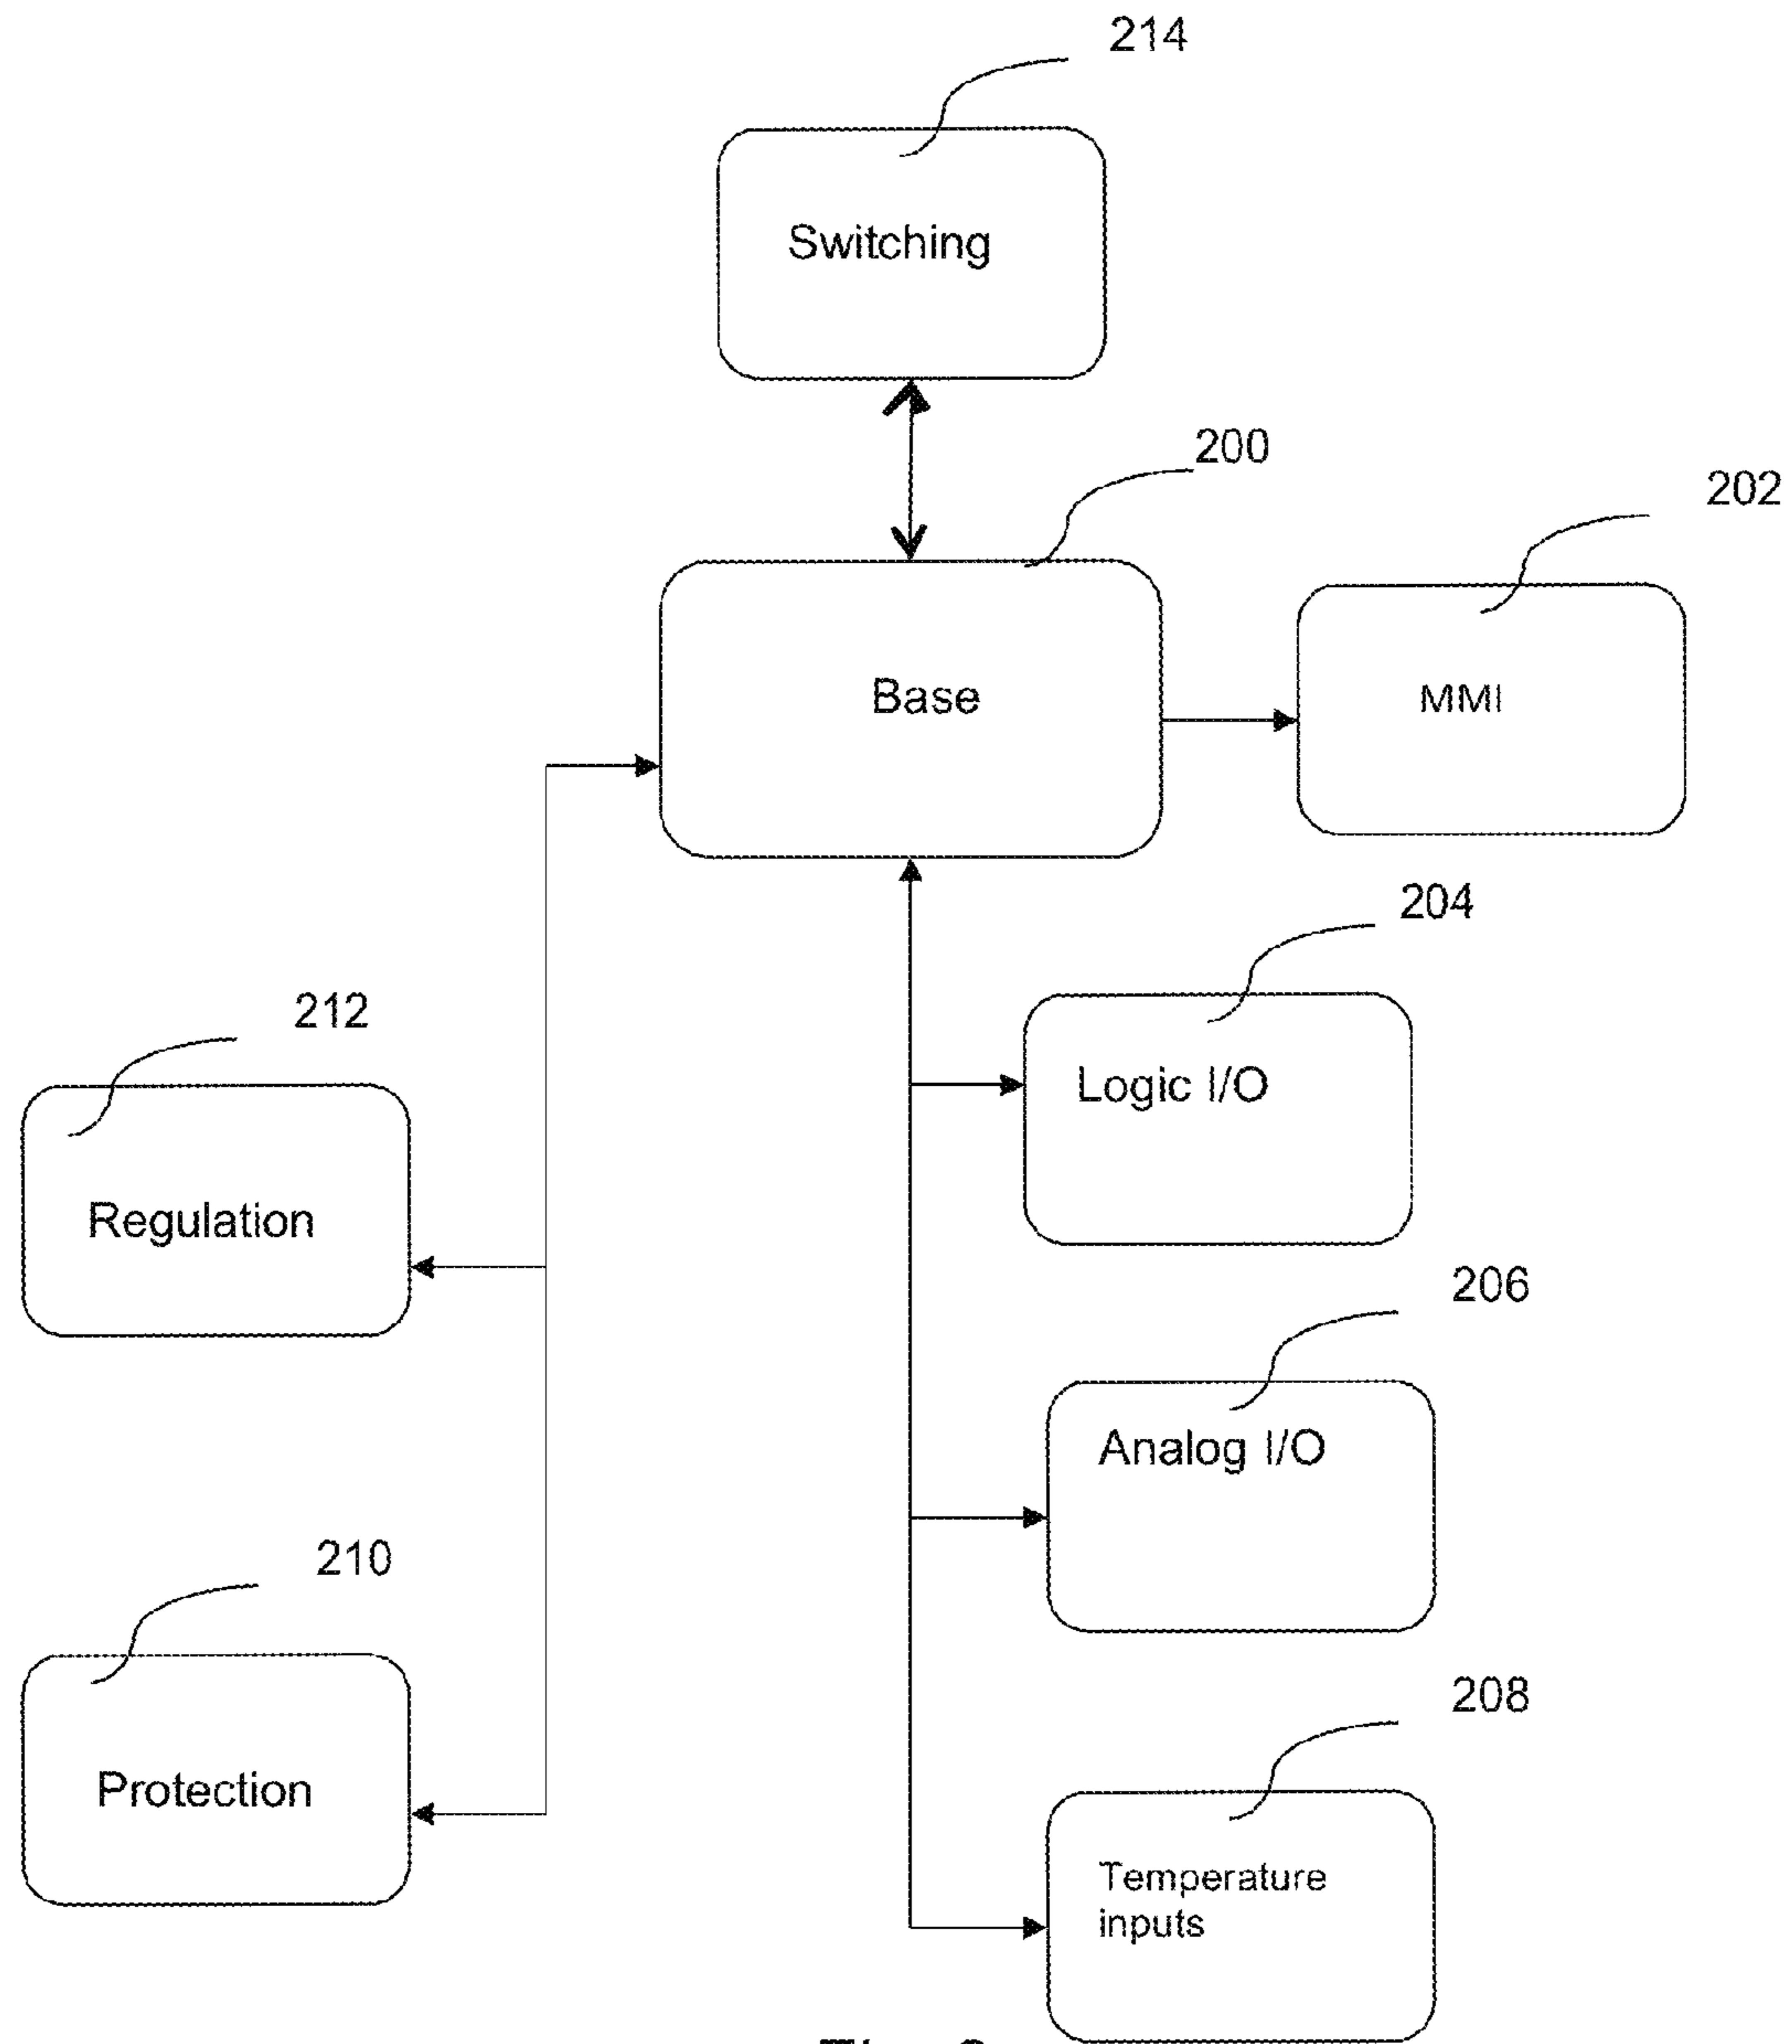 214
Switching
200
202
Base
MMI
204
212
Logic I/O
Regulation
206
Analog I/O
210
208
Protection
Temperature
inputs